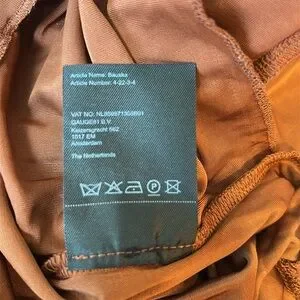 Article Name: Bauska
Article Number: 4-22-3-4
VAT NO: NL859971303B01
GAUGE81 B.V.
Keizersgracht 562
1017 EM
Amsterdam
The Netherlands
P